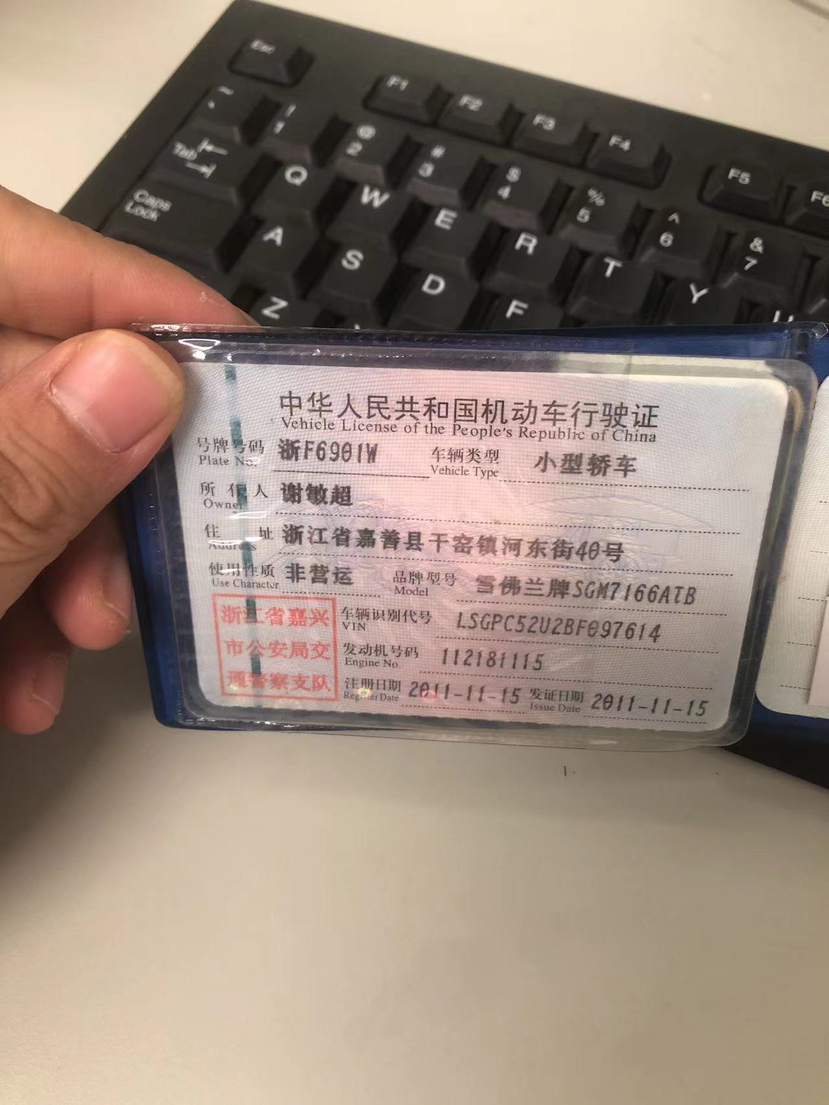 Esc F1 F2 F3 F4 F5 F6
~ ` ! 1 @ 2 # 3 $ 4 % 5 ^ 6 & 7
Tab Q W E R T Y U
Caps Lock A S D F
Z
中华人民共和国机动车行驶证
Vehicle License of the People's Republic of China
号牌号码 浙F6901W 车辆类型 小型轿车
Plate No. Vehicle Type
所有人 谢敏超
Owner
住址 浙江省嘉善县干窑镇河东街40号
Address
使用性质 非营运 品牌型号 雪佛兰牌SGM7166ATB
Use Character Model
浙江省嘉兴 车辆识别代号 LSGPC52U2BF097614
VIN
市公安局交 发动机号码 112181115
Engine No.
通警察支队 注册日期 2011-11-15 发证日期 2011-11-15
Register Date Issue Date